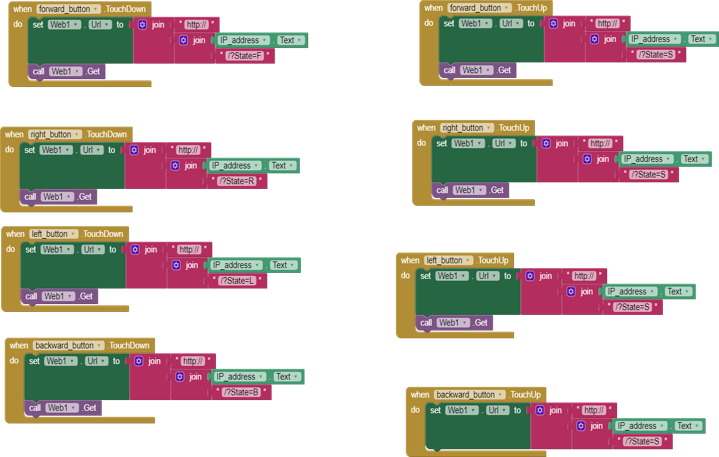 when forward_button .TouchDown
do set Web1 . Url to join " http:// "
join IP_address . Text
" /?State=F "
call Web1 .Get
when right_button .TouchDown
do set Web1 . Url to join " http:// "
join IP_address . Text
" /?State=R "
call Web1 .Get
when left_button .TouchDown
do set Web1 . Url to join " http:// "
join IP_address . Text
" /?State=L "
call Web1 .Get
when backward_button .TouchDown
do set Web1 . Url to join " http:// "
join IP_address . Text
" /?State=B "
call Web1 .Get
when forward_button .TouchUp
do set Web1 . Url to join " http:// "
join IP_address . Text
" /?State=S "
call Web1 .Get
when right_button .TouchUp
do set Web1 . Url to join " http:// "
join IP_address . Text
" /?State=S "
call Web1 .Get
when left_button .TouchUp
do set Web1 . Url to join " http:// "
join IP_address . Text
" /?State=S "
call Web1 .Get
when backward_button .TouchUp
do set Web1 . Url to join " http:// "
join IP_address . Text
" /?State=S "